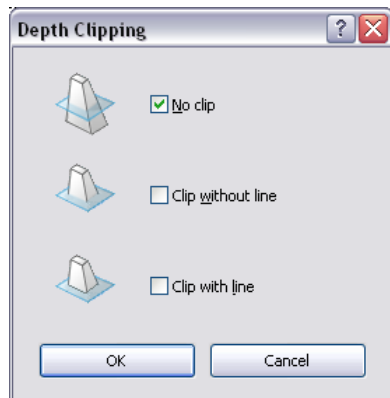 Depth Clipping
No clip
Clip without line
Clip with line
OK Cancel